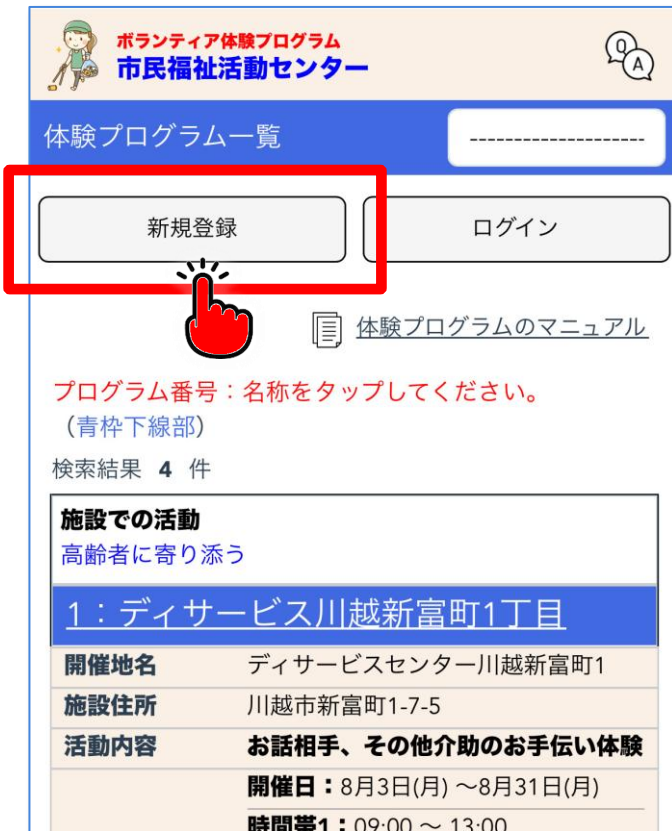 ボランティア体験プログラム
市民福祉活動センター
Q
A
体験プログラム一覧
--------------------
新規登録
ログイン
体験プログラムのマニュアル
プログラム番号：名称をタップしてください。
（青枠下線部）
検索結果 4 件
施設での活動
高齢者に寄り添う
1：ディサービス川越新富町1丁目
開催地名 ディサービスセンター川越新富町1
施設住所 川越市新富町1-7-5
活動内容 お話相手、その他介助のお手伝い体験
開催日：8月3日(月) ～8月31日(月)
時間帯1：09:00 ～ 13:00